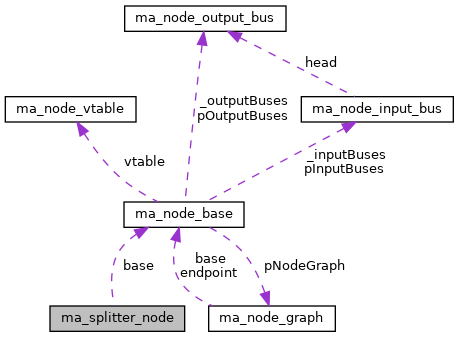 ma_node_output_bus
head
_outputBuses
pOutputBuses
ma_node_vtable
ma_node_input_bus
vtable
_inputBuses
pInputBuses
ma_node_base
base
base
endpoint
pNodeGraph
ma_splitter_node
ma_node_graph